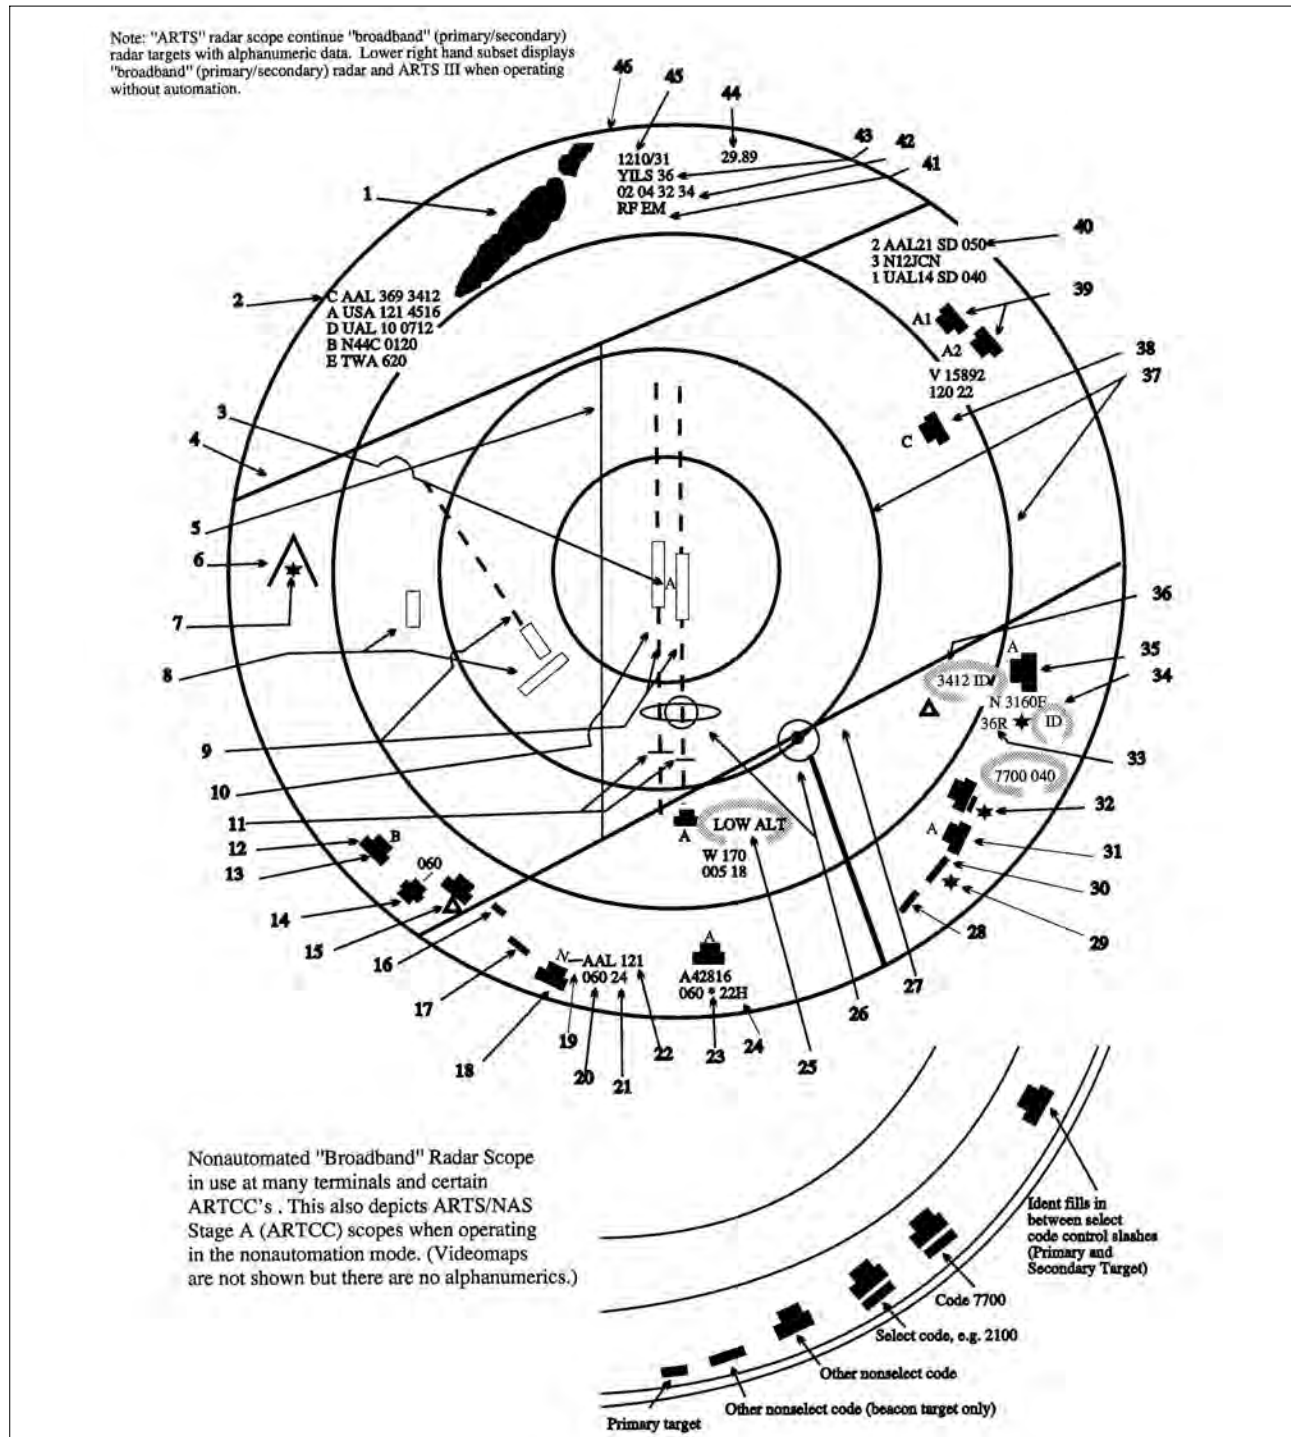 Note: "ARTS" radar scope continue "broadband" (primary/secondary)
radar targets with alphanumeric data. Lower right hand subset displays
"broadband" (primary/secondary) radar and ARTS III when operating
without automation.
46
45
44
43
42
41
1210/31
29.89
YILS 36
02 04 32 34
RF EM
1
40
2 AAL21 SD 050
3 N12JCN
1 UAL14 SD 040
2
C AAL 369 3412
A USA 121 4516
D UAL 10 0712
B N44C 0120
E TWA 620
39
A1
A2
38
37
V 15892
120 22
3
4
C
5
6
A
7
36
8
A
35
3412 ID
34
N 3160F
36R
ID
9
33
10
7700 040
32
11
LOW ALT
A
12
B
A
31
13
060
W 170
005 18
30
14
29
15
28
16
A
N
AAL 121
27
17
060 24
A42816
26
060 * 22H
18
19
20
21
22
23
24
25
Nonautomated "Broadband" Radar Scope
in use at many terminals and certain
ARTCC's . This also depicts ARTS/NAS
Stage A (ARTCC) scopes when operating
in the nonautomation mode. (Videomaps
are not shown but there are no alphanumerics.)
Ident fills in
between select
code control slashes
(Primary and
Secondary Target)
Code 7700
Select code, e.g. 2100
Other nonselect code
Other nonselect code (beacon target only)
Primary target